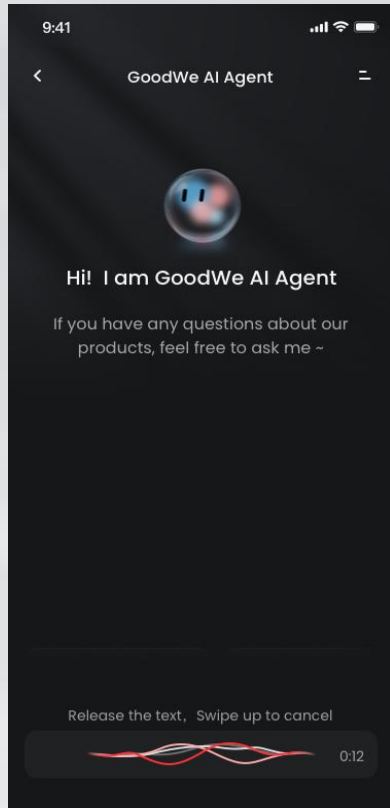 9:41
GoodWe AI Agent
Hi! I am GoodWe AI Agent
If you have any questions about our
products, feel free to ask me ~
Release the text, Swipe up to cancel
0:12